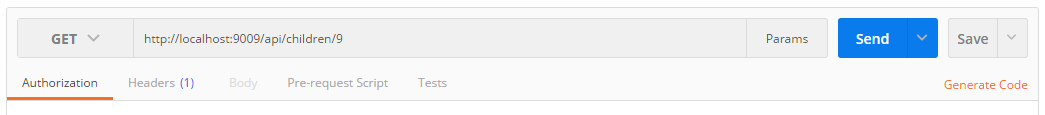 GET http://localhost:9009/api/children/9 Params Send Save
Authorization Headers (1) Body Pre-request Script Tests Generate Code